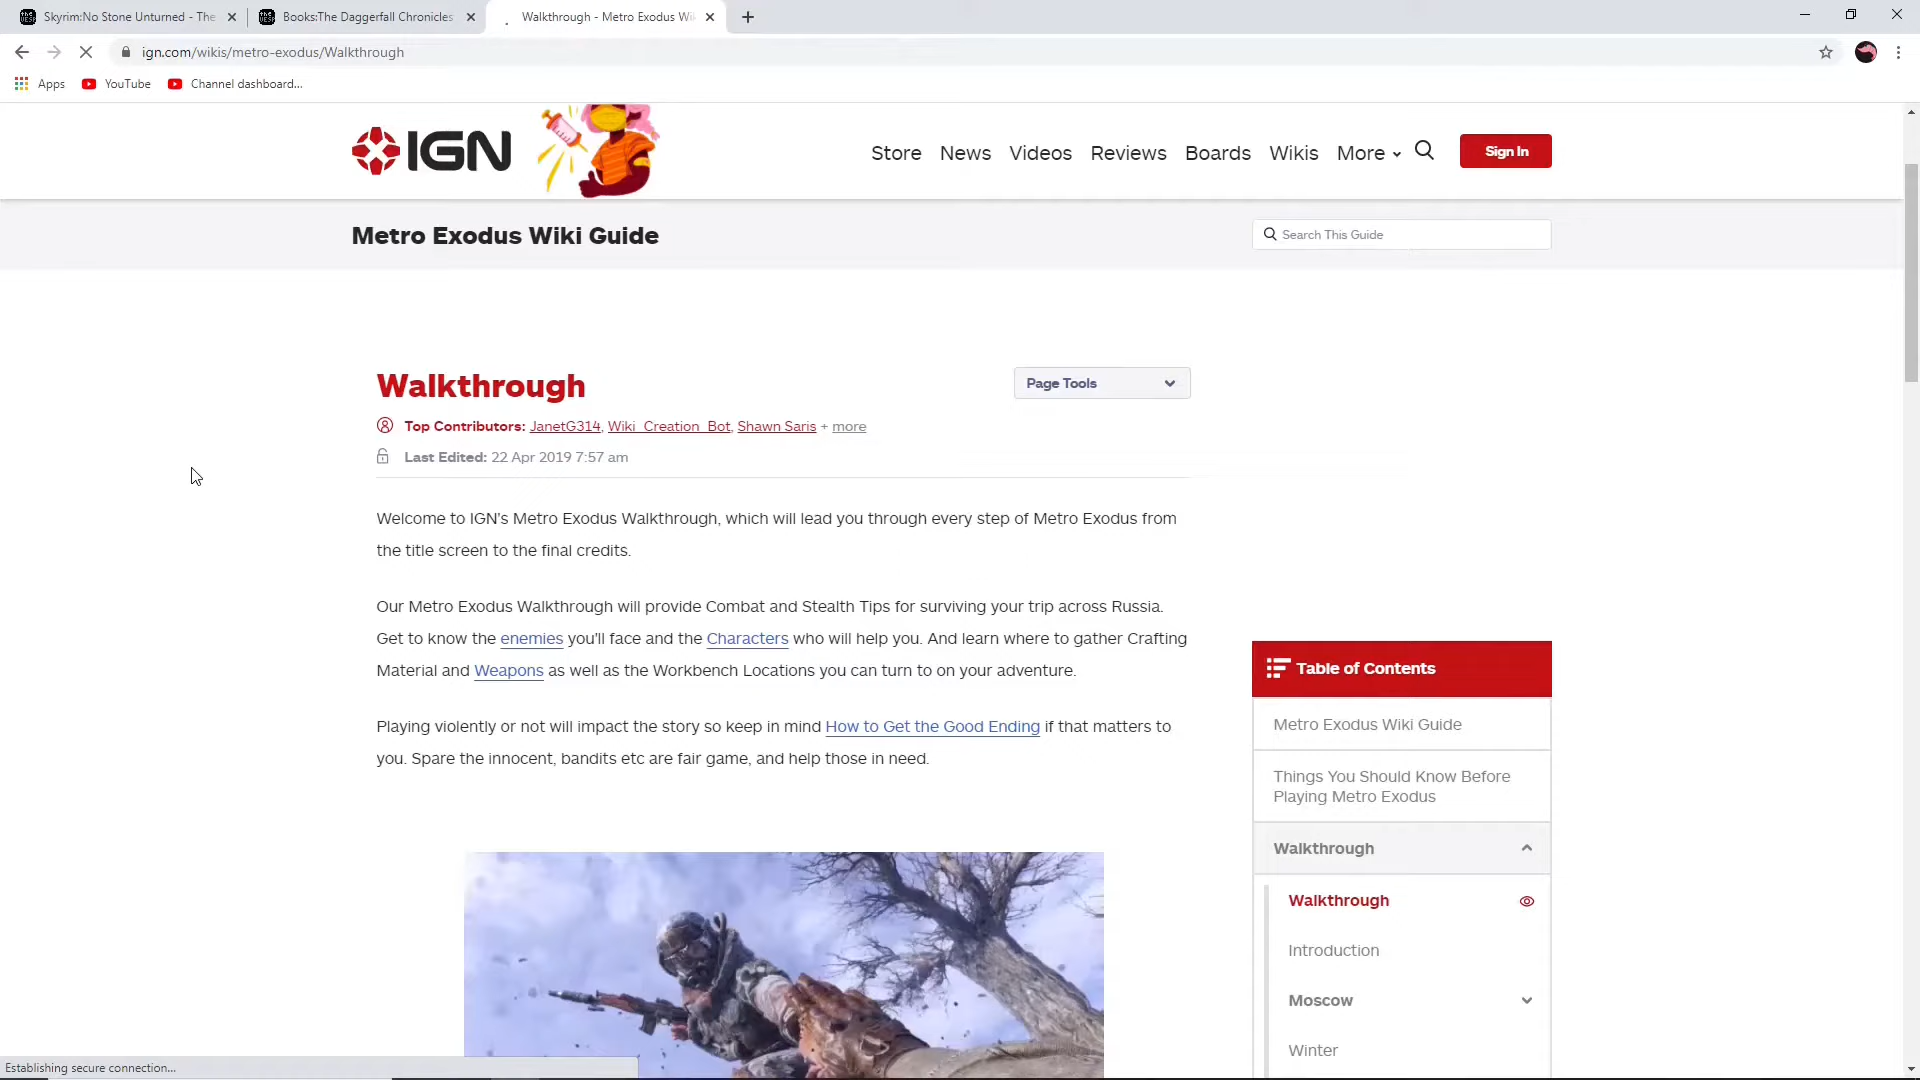 Skyrim:No Stone Unturned - The
Books:The Daggerfall Chronicles
Walkthrough - Metro Exodus Wi
ign.com/wikis/metro-exodus/Walkthrough
Apps
YouTube
Channel dashboard...
IGN
Store
News
Videos
Reviews
Boards
Wikis
More
Sign In
Metro Exodus Wiki Guide
Search This Guide
Walkthrough
Page Tools
Top Contributors: JanetG314, Wiki_Creation_Bot, Shawn Saris + more
Last Edited: 22 Apr 2019 7:57 am
Welcome to IGN's Metro Exodus Walkthrough, which will lead you through every step of Metro Exodus from
the title screen to the final credits.
Our Metro Exodus Walkthrough will provide Combat and Stealth Tips for surviving your trip across Russia.
Get to know the enemies you'll face and the Characters who will help you. And learn where to gather Crafting
Material and Weapons as well as the Workbench Locations you can turn to on your adventure.
Playing violently or not will impact the story so keep in mind How to Get the Good Ending if that matters to
you. Spare the innocent, bandits etc are fair game, and help those in need.
Table of Contents
Metro Exodus Wiki Guide
Things You Should Know Before
Playing Metro Exodus
Walkthrough
Walkthrough
Introduction
Moscow
Winter
Establishing secure connection...